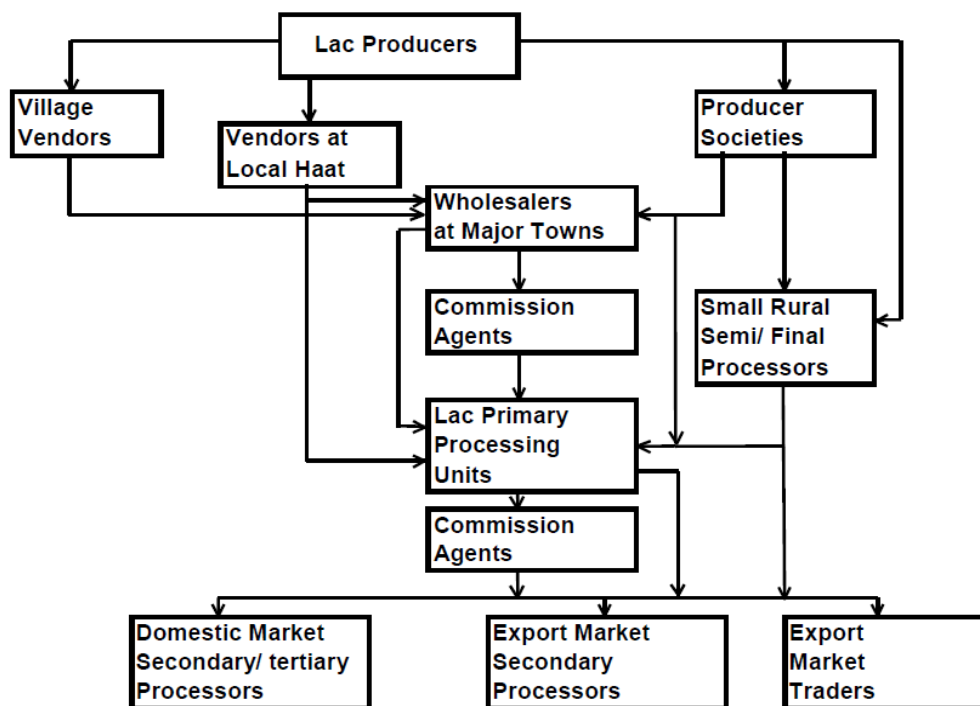 Lac Producers
Village
Vendors
Vendors at
Local Haat
Producer
Societies
Wholesalers
at Major Towns
Commission
Agents
Small Rural
Semi/ Final
Processors
Lac Primary
Processing
Units
Commission
Agents
Domestic Market
Secondary/ tertiary
Processors
Export Market
Secondary
Processors
Export
Market
Traders